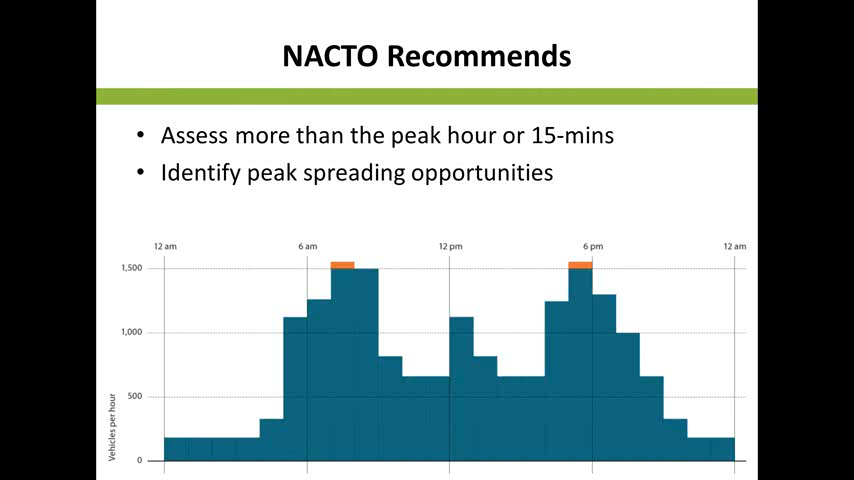 NACTO Recommends
• Assess more than the peak hour or 15-mins
• Identify peak spreading opportunities
12 am 6 am 12 pm 6 pm 12 am
1,500
1,000
500
0
Vehicles per hour